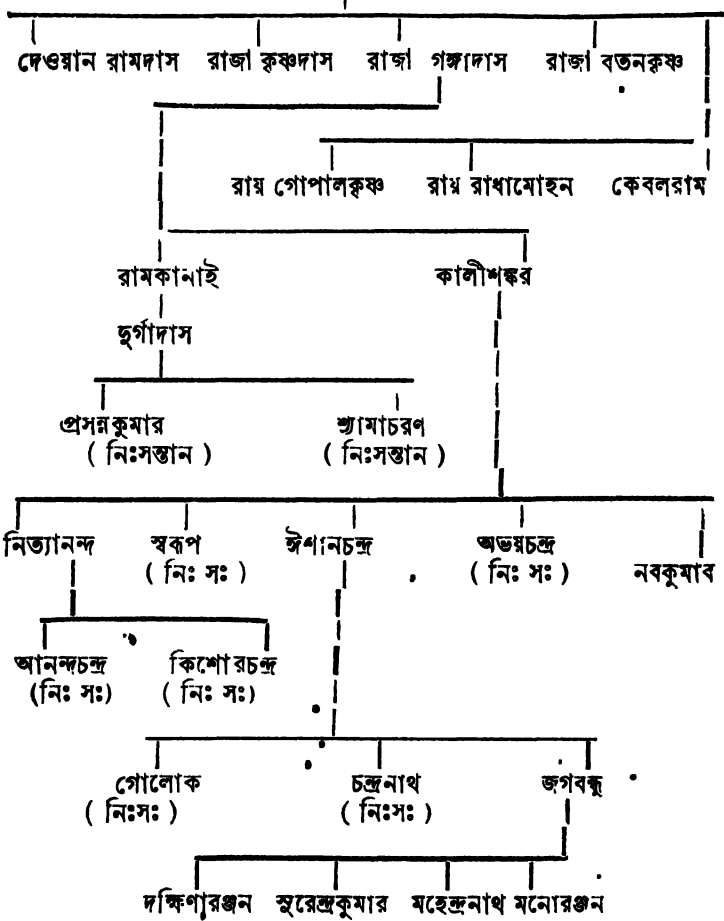 দেওয়ান রামদাস রাজা কৃষ্ণদাস রাজা গঙ্গাদাস রাজা বতনকৃষ্ণ
রায় গোপালকৃষ্ণ রায় রাধামোহন কেবলরাম
রামকানাই কালীশঙ্কর
দুর্গাদাস
প্রসন্নকুমার শ্যামাচরণ
( নিঃসন্তান ) ( নিঃসন্তান )
নিত্যানন্দ স্বরূপ ঈশানচন্দ্র অভয়চন্দ্র
( নিঃ সঃ ) ( নিঃ সঃ ) নবকুমাব
আনন্দচন্দ্র কিশোরচন্দ্র
(নিঃ সঃ) ( নিঃ সঃ)
গোলোক চন্দ্রনাথ জগবন্ধু
( নিঃসঃ ) ( নিঃসঃ )
দক্ষিণারঞ্জন সুরেন্দ্রকুমার মহেন্দ্রনাথ মনোরঞ্জন